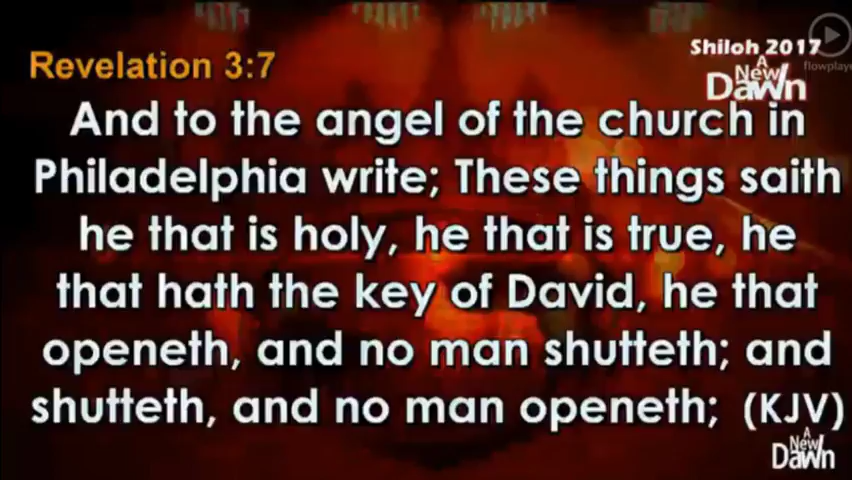 Shiloh 2017
Revelation 3:7
A
New
Dawn
flowplaye
And to the angel of the church in
Philadelphia write; These things saith
he that is holy, he that is true, he
that hath the key of David, he that
openeth, and no man shutteth; and
shutteth, and no man openeth; (KJV)
A
New
Dawn